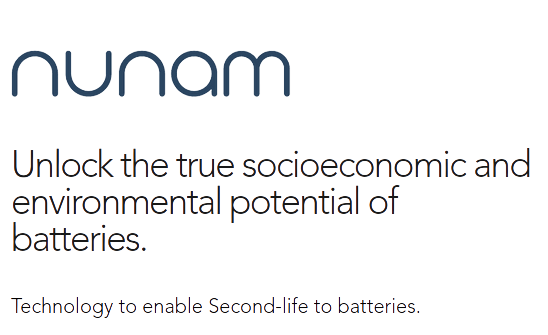 nunam
Unlock the true socioeconomic and
environmental potential of
batteries.
Technology to enable Second-life to batteries.